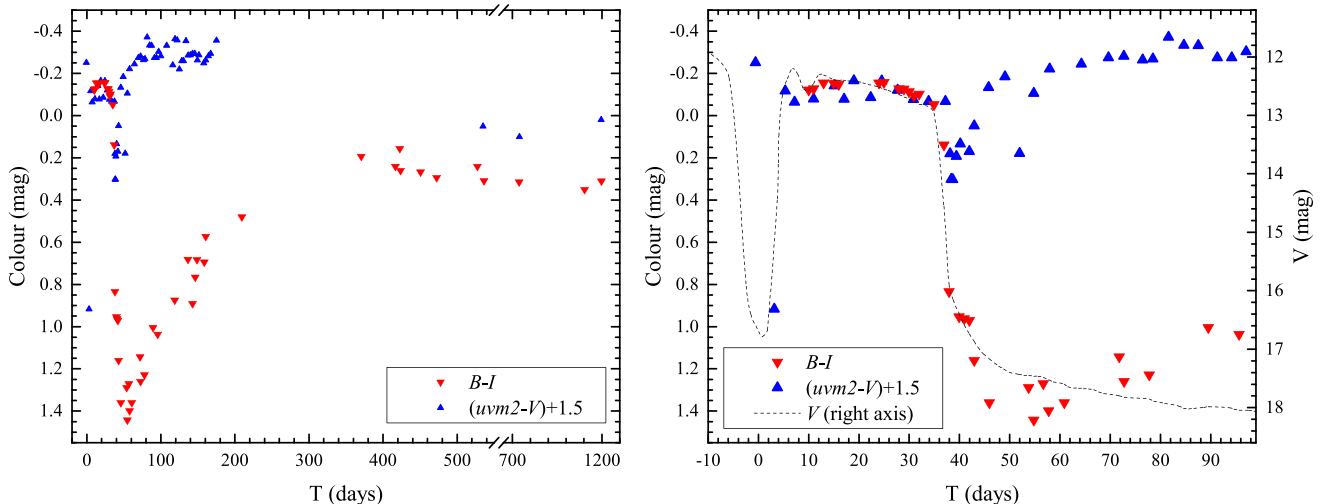 -0.4
-0.2
0.0
0.2
0.4
0.6
0.8
1.0
1.2
1.4
Colour (mag)
0 100 200 300 400 500 700 1200
T (days)
B-I
(uvm2-V)+1.5
-0.4
-0.2
0.0
0.2
0.4
0.6
0.8
1.0
1.2
1.4
Colour (mag)
-10 0 10 20 30 40 50 60 70 80 90
T (days)
B-I
(uvm2-V)+1.5
V (right axis)
12
13
14
15
16
17
18
V (mag)